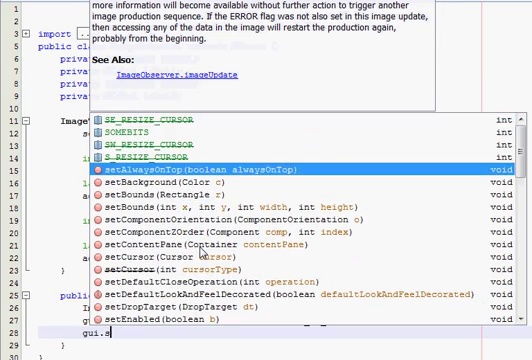 1
2
3 import ...
4 public class
5 private
6 private
7 private
8 private
9
10
more information will become available without further action to trigger another
image production sequence. If the ERROR flag was not also set in this image update,
then accessing any of the data in the image will restart the production again,
probably from the beginning.
See Also:
ImageObserver.imageUpdate
11
12
13
14
15
16
17
18
19
20
21
22
23 }
24
25 public
26
27
28 gui.s
29 }
30
SE_RESIZE_CURSOR int
SOMEBITS int
SW_RESIZE_CURSOR int
S_RESIZE_CURSOR int
setAlwaysOnTop(boolean alwaysOnTop) void
setBackground(Color c) void
setBounds(Rectangle r) void
setBounds(int x, int y, int width, int height) void
setComponentOrientation(ComponentOrientation o) void
setComponentZOrder(Component comp, int index) void
setContentPane(Container contentPane) void
setCursor(Cursor cursor) void
setCursor(int cursorType) void
setDefaultCloseOperation(int operation) void
setDefaultLookAndFeelDecorated(boolean defaultLookAndFeelDecorated) void
setDropTarget(DropTarget dt) void
setEnabled(boolean b) void